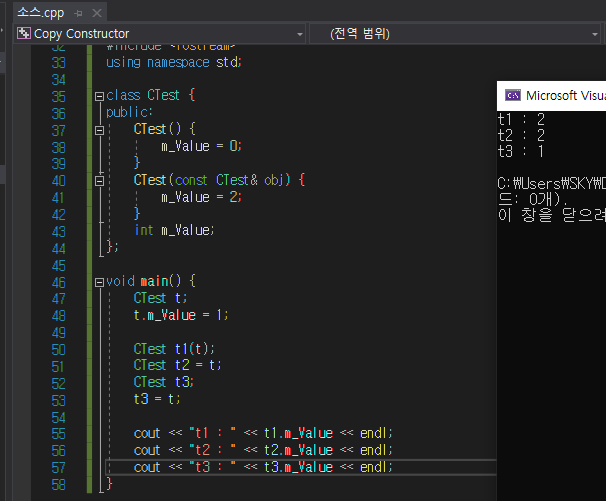 소스.cpp
Copy Constructor (전역 범위)
32 #include <iostream>
33 using namespace std;
34
35 class CTest {
36 public:
37 CTest() {
38 m_Value = 0;
39 }
40 CTest(const CTest& obj) {
41 m_Value = 2;
42 }
43 int m_Value;
44 };
45
46 void main() {
47 CTest t;
48 t.m_Value = 1;
49
50 CTest t1(t);
51 CTest t2 = t;
52 CTest t3;
53 t3 = t;
54
55 cout << "t1 : " << t1.m_Value << endl;
56 cout << "t2 : " << t2.m_Value << endl;
57 cout << "t3 : " << t3.m_Value << endl;
58 }
Microsoft Visua
t1 : 2
t2 : 2
t3 : 1
C:₩Users₩SKY₩D
드: 0개).
이 창을 닫으려